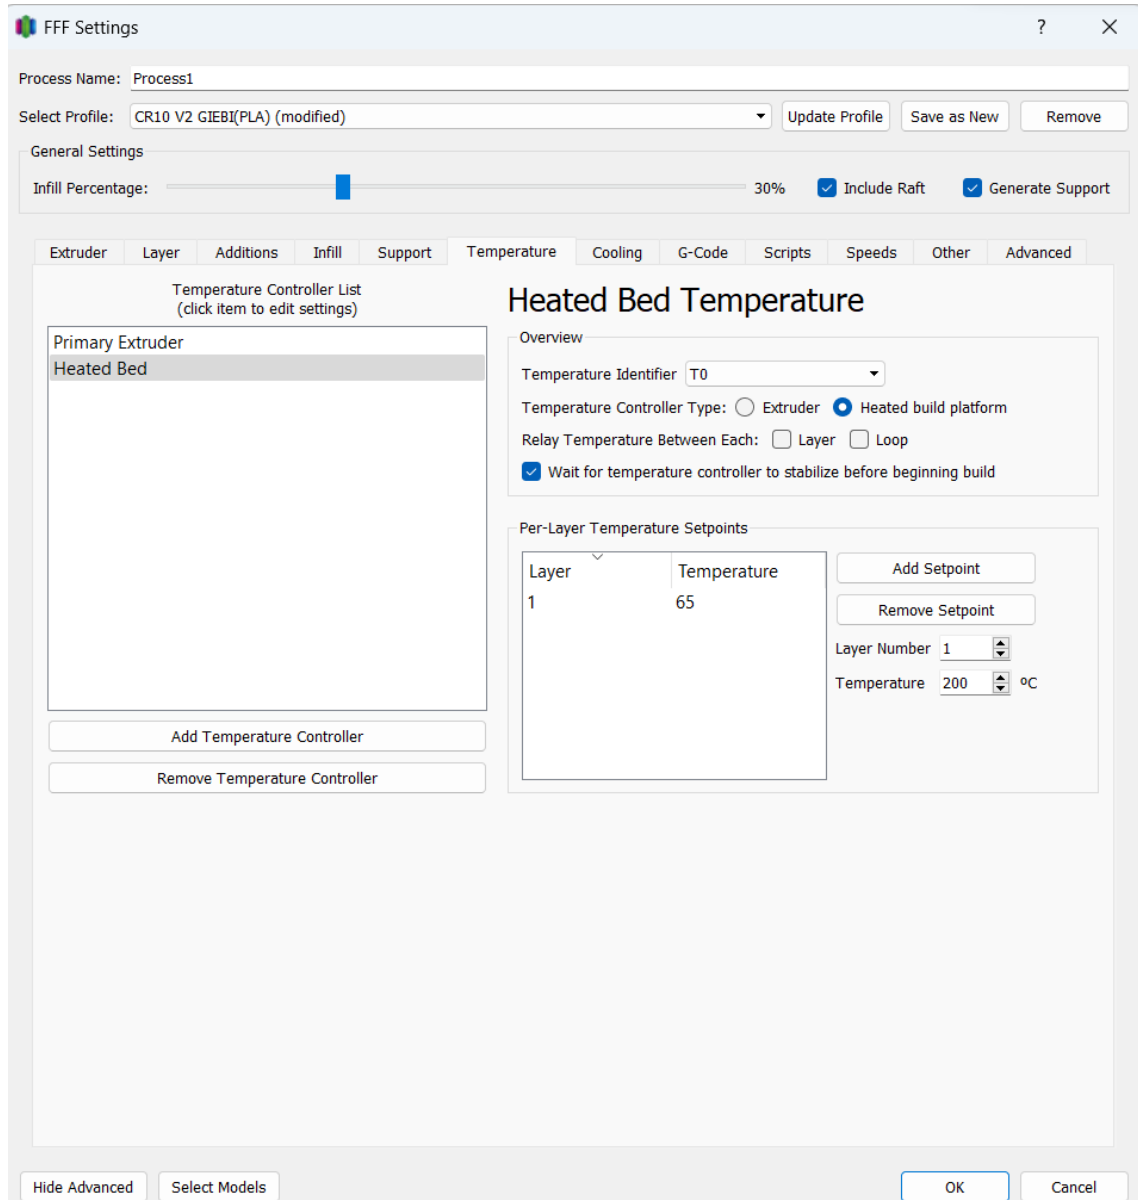 FFF Settings
?
Process Name: Process1
Select Profile: CR10 V2 GIEBI(PLA) (modified) Update Profile Save as New Remove
General Settings
Infill Percentage: 30% Include Raft Generate Support
Extruder Layer Additions Infill Support Temperature Cooling G-Code Scripts Speeds Other Advanced
Temperature Controller List
(click item to edit settings)
Primary Extruder
Heated Bed
Add Temperature Controller
Remove Temperature Controller
Heated Bed Temperature
Overview
Temperature Identifier T0
Temperature Controller Type: Extruder Heated build platform
Relay Temperature Between Each: Layer Loop
Wait for temperature controller to stabilize before beginning build
Per-Layer Temperature Setpoints
Layer Temperature
1 65
Add Setpoint
Remove Setpoint
Layer Number 1
Temperature 200 ºC
Hide Advanced Select Models OK Cancel